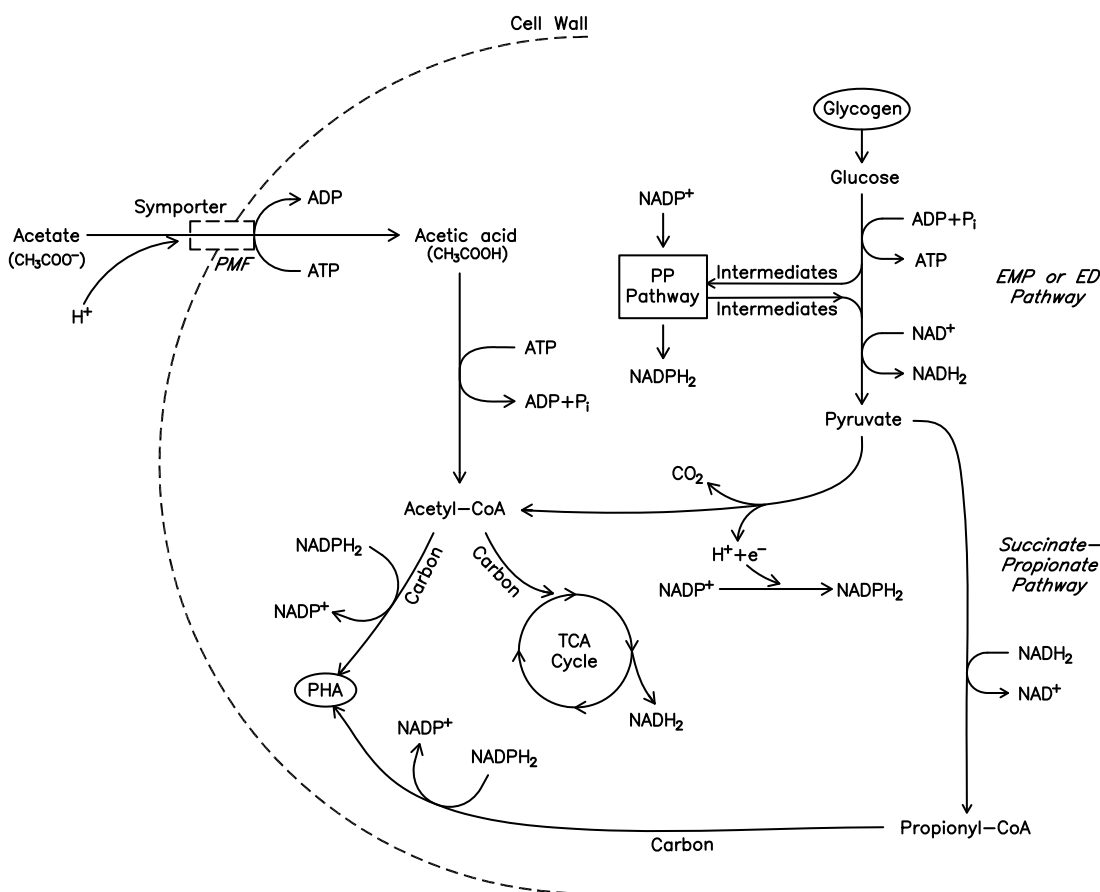 Cell Wall
Glycogen
Glucose
Symporter
ADP
NADP⁺
ADP+Pᵢ
Acetate
(CH₃COO⁻)
PMF
ATP
Acetic acid
(CH₃COOH)
PP
Pathway
Intermediates
Intermediates
ATP
EMP or ED
Pathway
H⁺
NAD⁺
ATP
NADPH₂
NADH₂
ADP+Pᵢ
Pyruvate
CO₂
Acetyl–CoA
NADPH₂
Carbon
Carbon
H⁺+e⁻
Succinate–
Propionate
Pathway
NADP⁺
NADP⁺
NADPH₂
TCA
Cycle
NADH₂
PHA
NAD⁺
NADP⁺
NADH₂
NADPH₂
Propionyl–CoA
Carbon